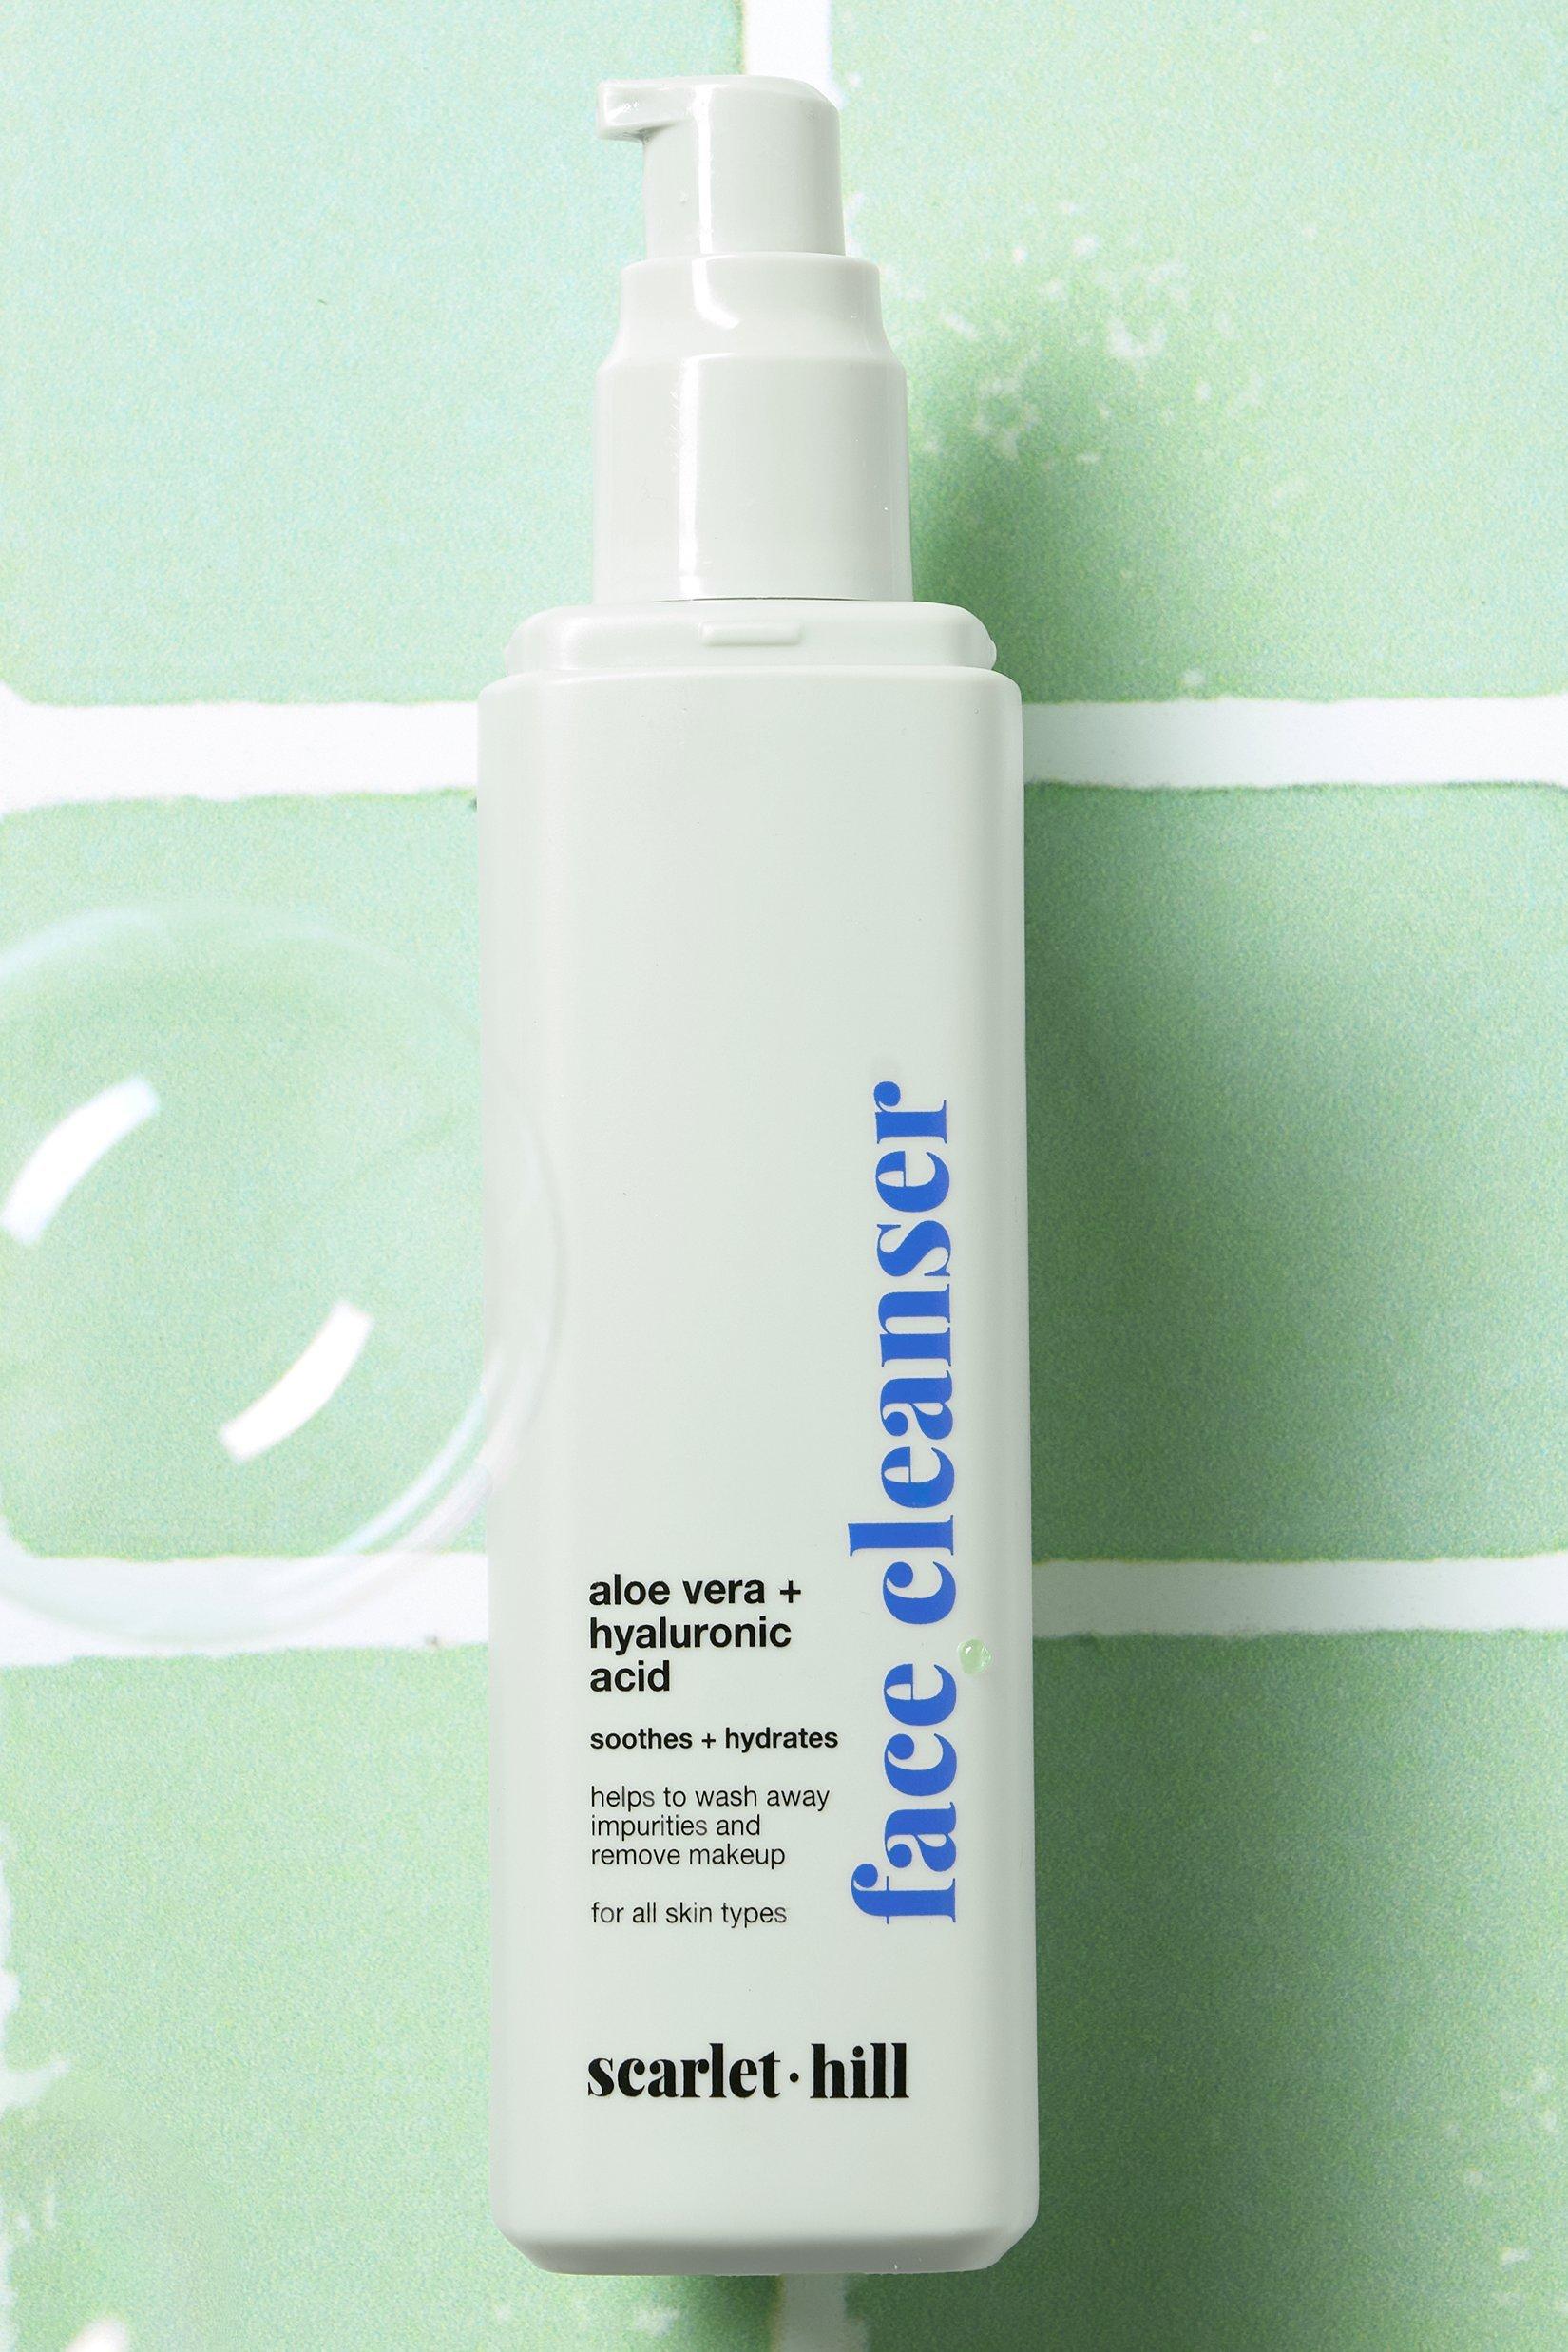 face cleanser
aloe vera +
hyaluronic
acid
soothes + hydrates
helps to wash away
impurities and
remove makeup
for all skin types
scarlet·hill